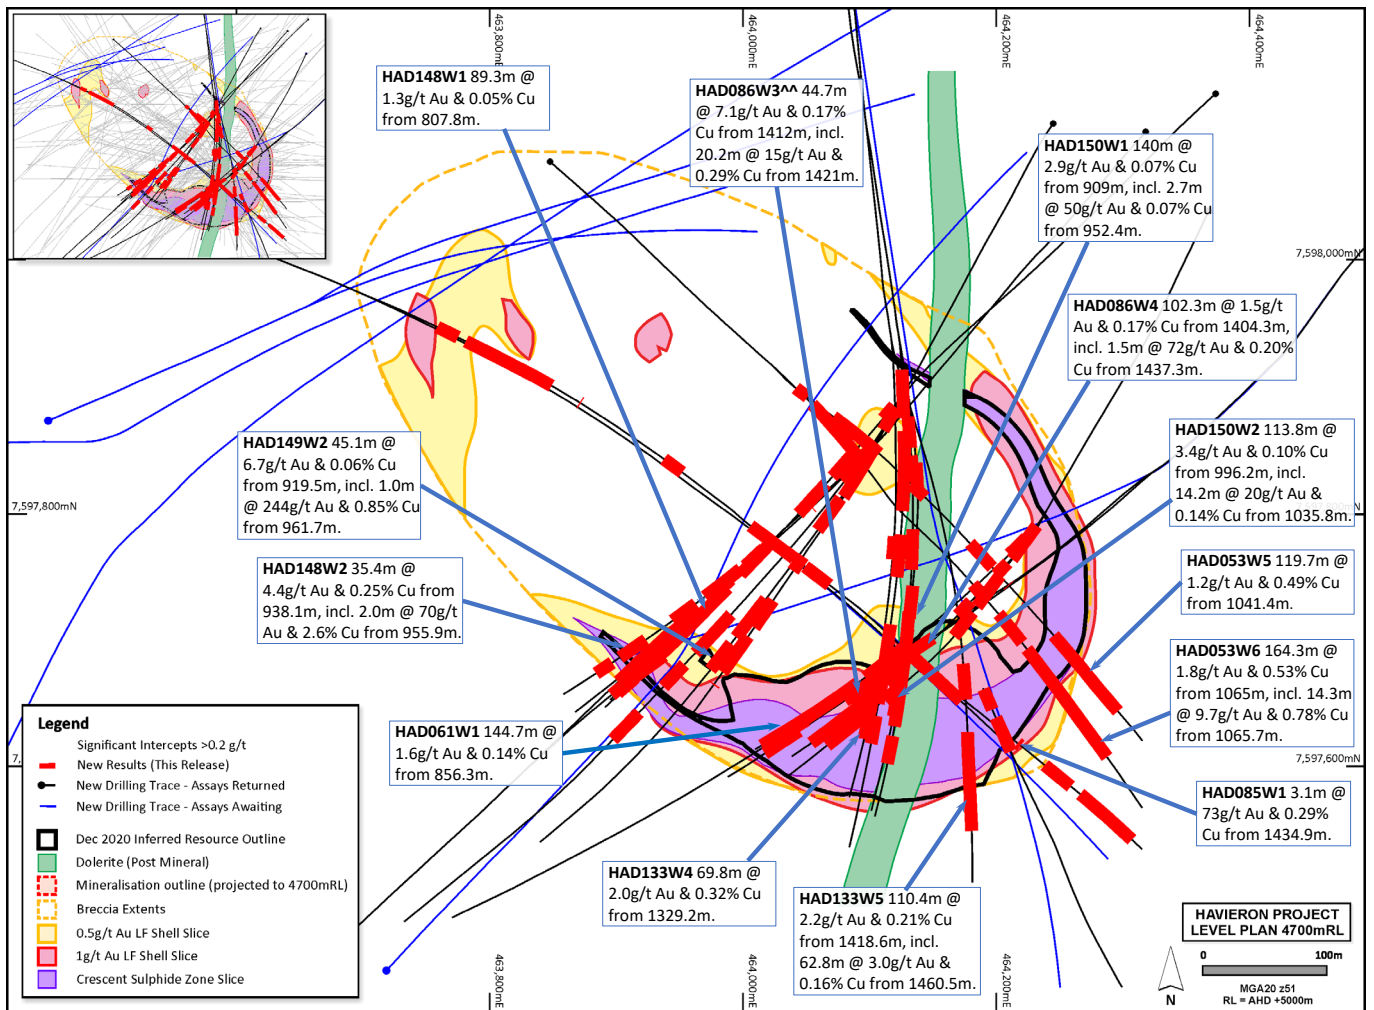 463,800mE
464,000mE
464,200mE
464,400mE
HAD148W1 89.3m @
1.3g/t Au & 0.05% Cu
from 807.8m.
HAD086W3^^ 44.7m
@ 7.1g/t Au & 0.17%
Cu from 1412m, incl.
20.2m @ 15g/t Au &
0.29% Cu from 1421m.
HAD150W1 140m @
2.9g/t Au & 0.07% Cu
from 909m, incl. 2.7m
@ 50g/t Au & 0.07% Cu
from 952.4m.
7,598,000mN
HAD086W4 102.3m @ 1.5g/t
Au & 0.17% Cu from 1404.3m,
incl. 1.5m @ 72g/t Au & 0.20%
Cu from 1437.3m.
HAD149W2 45.1m @
6.7g/t Au & 0.06% Cu
from 919.5m, incl. 1.0m
@ 244g/t Au & 0.85% Cu
from 961.7m.
HAD150W2 113.8m @
3.4g/t Au & 0.10% Cu
from 996.2m, incl.
14.2m @ 20g/t Au &
0.14% Cu from 1035.8m.
7,597,800mN
HAD148W2 35.4m @
4.4g/t Au & 0.25% Cu from
938.1m, incl. 2.0m @ 70g/t
Au & 2.6% Cu from 955.9m.
HAD053W5 119.7m @
1.2g/t Au & 0.49% Cu
from 1041.4m.
HAD053W6 164.3m @
1.8g/t Au & 0.53% Cu
from 1065m, incl. 14.3m
@ 9.7g/t Au & 0.78% Cu
from 1065.7m.
HAD061W1 144.7m @
1.6g/t Au & 0.14% Cu
from 856.3m.
7,597,600mN
HAD085W1 3.1m @
73g/t Au & 0.29%
Cu from 1434.9m.
HAD133W4 69.8m @
2.0g/t Au & 0.32% Cu
from 1329.2m.
HAD133W5 110.4m @
2.2g/t Au & 0.21% Cu
from 1418.6m, incl.
62.8m @ 3.0g/t Au &
0.16% Cu from 1460.5m.
Legend
Significant Intercepts >0.2 g/t
New Results (This Release)
New Drilling Trace - Assays Returned
New Drilling Trace - Assays Awaiting
Dec 2020 Inferred Resource Outline
Dolerite (Post Mineral)
Mineralisation outline (projected to 4700mRL)
Breccia Extents
0.5g/t Au LF Shell Slice
1g/t Au LF Shell Slice
Crescent Sulphide Zone Slice
463,800mE
464,000mE
464,200mE
HAVIERON PROJECT
LEVEL PLAN 4700mRL
0 100m
MGA20 z51
RL = AHD +5000m
N